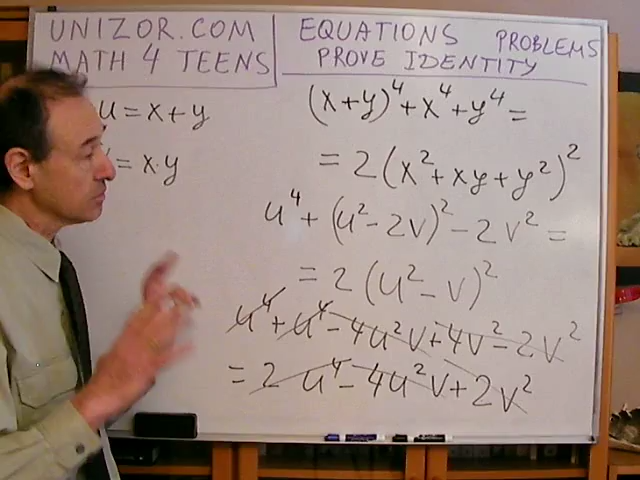 UNIZOR.COM
MATH 4 TEENS
EQUATIONS PROBLEMS
PROVE IDENTITY
u = x + y
= x·y
(x+y)⁴ + x⁴ + y⁴ =
= 2(x² + xy + y²)²
u⁴ + (u² - 2v)² - 2v² =
= 2(u² - v)²
u⁴ + u⁴ - 4u²v + 4v² - 2v²
= 2u⁴ - 4u²v + 2v²